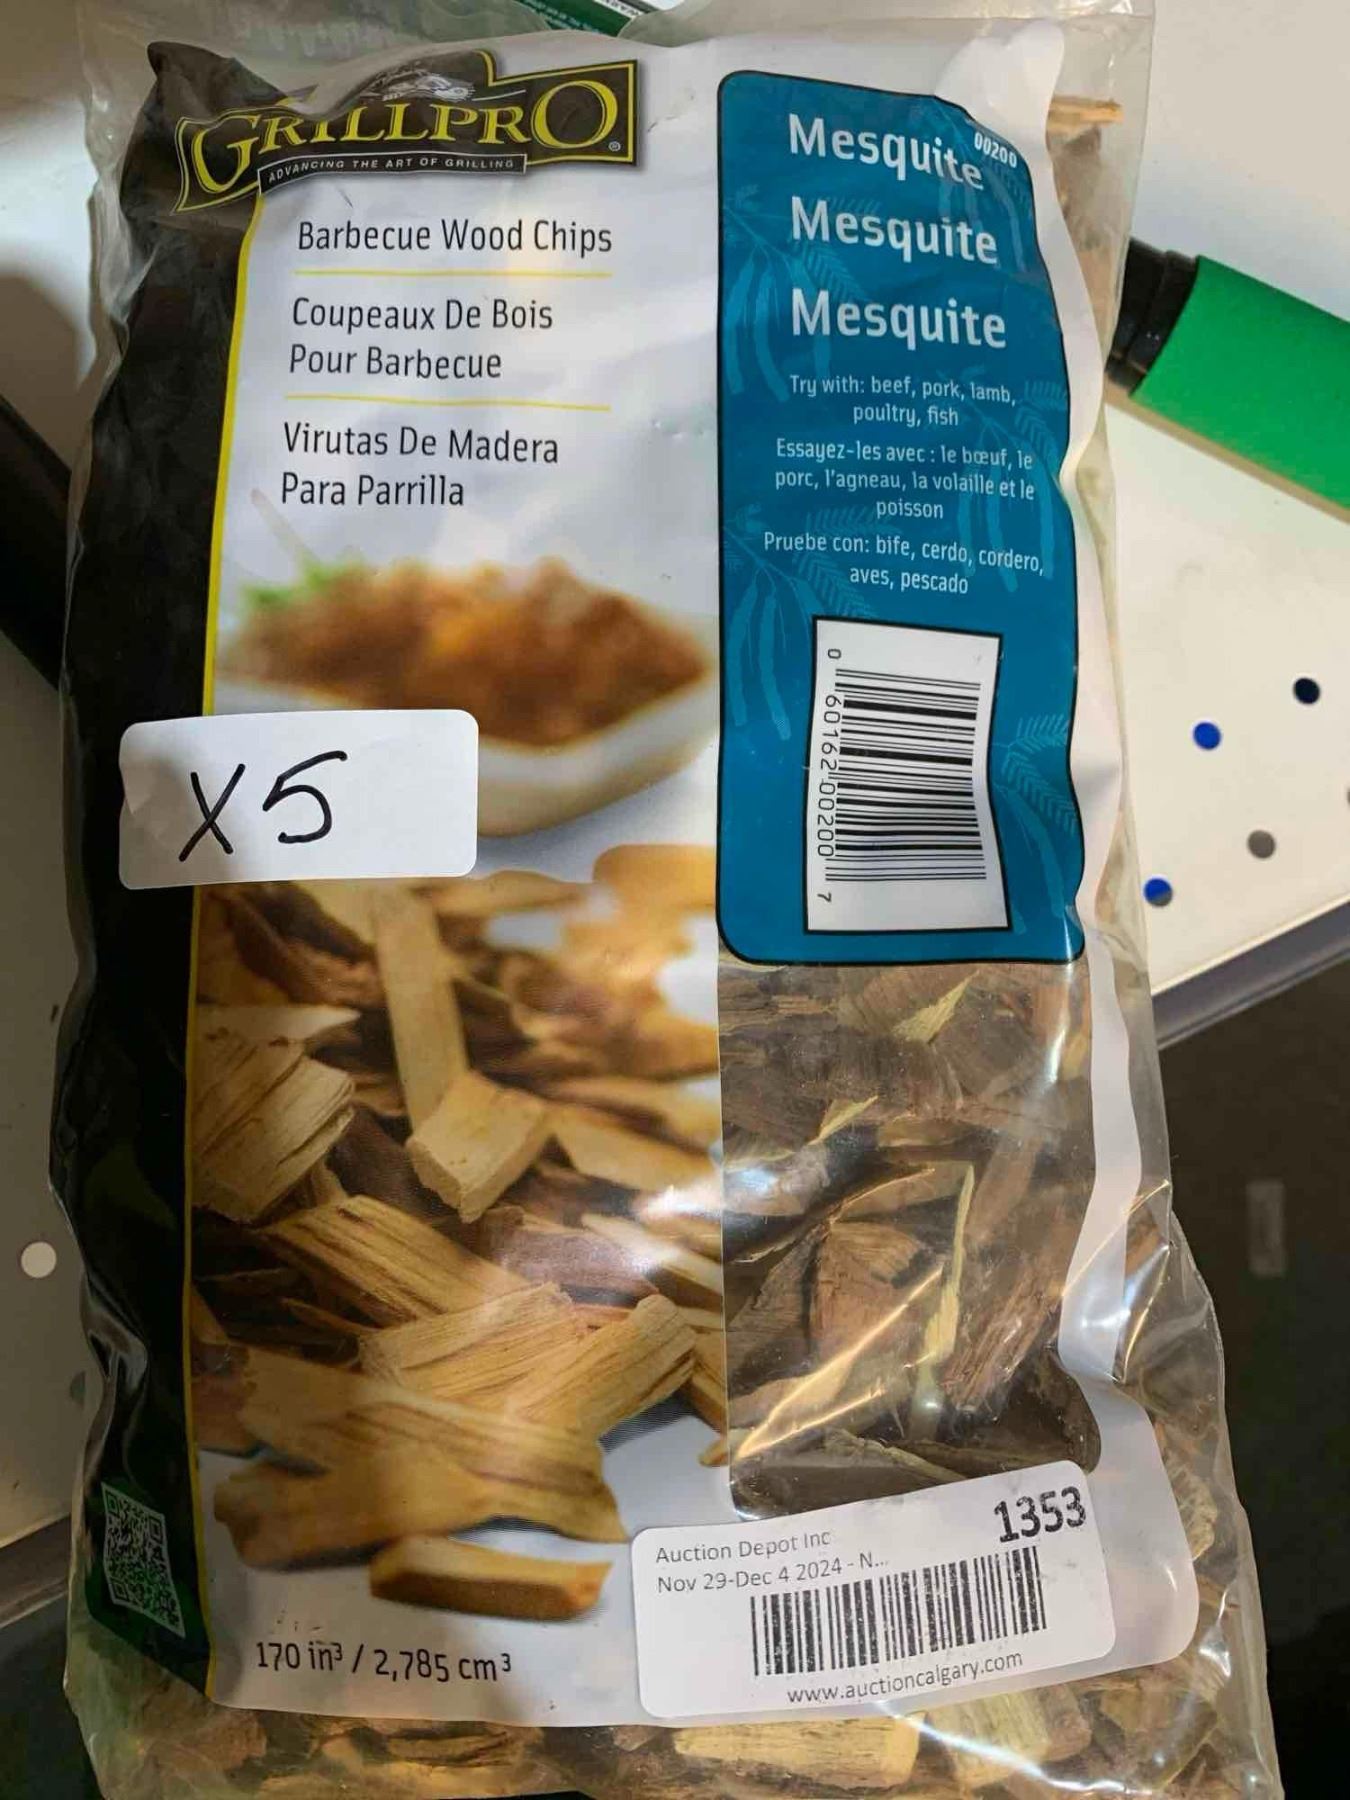 GRILLPRO®
ADVANCING THE ART OF GRILLING
Barbecue Wood Chips
Coupeaux De Bois
Pour Barbecue
Virutas De Madera
Para Parrilla
00200
Mesquite
Mesquite
Mesquite
Try with: beef, pork, lamb,
poultry, fish
Essayez-les avec : le bœuf, le
porc, l'agneau, la volaille et le
poisson
Pruebe con: bife, cerdo, cordero,
aves, pescado
0 60162 00200 7
X5
170 in³ / 2,785 cm³
1353
Auction Depot Inc
Nov 29-Dec 4 2024 - N...
www.auctioncalgary.com